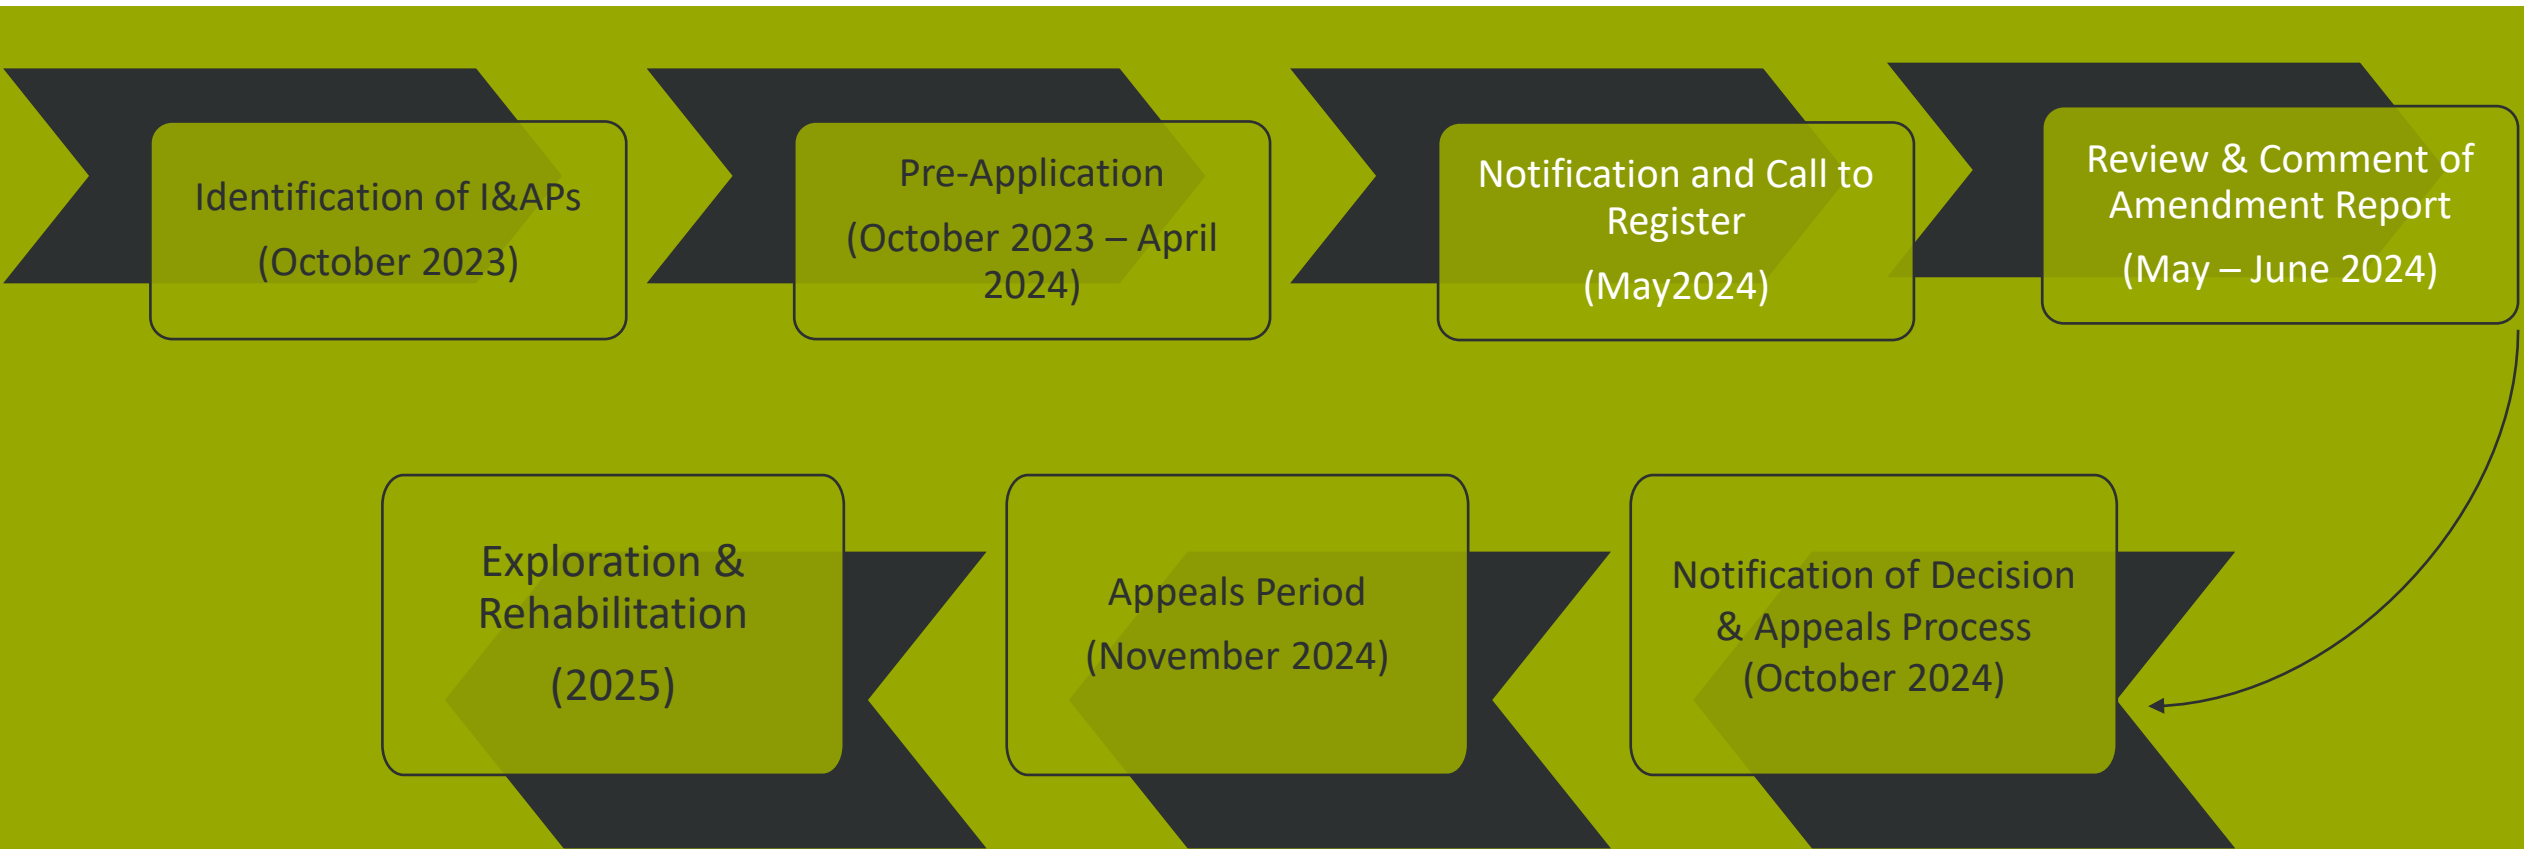 Identification of I&APs
(October 2023)
Pre-Application
(October 2023 – April
2024)
Notification and Call to
Register
(May2024)
Review & Comment of
Amendment Report
(May – June 2024)
Notification of Decision
& Appeals Process
(October 2024)
Appeals Period
(November 2024)
Exploration &
Rehabilitation
(2025)